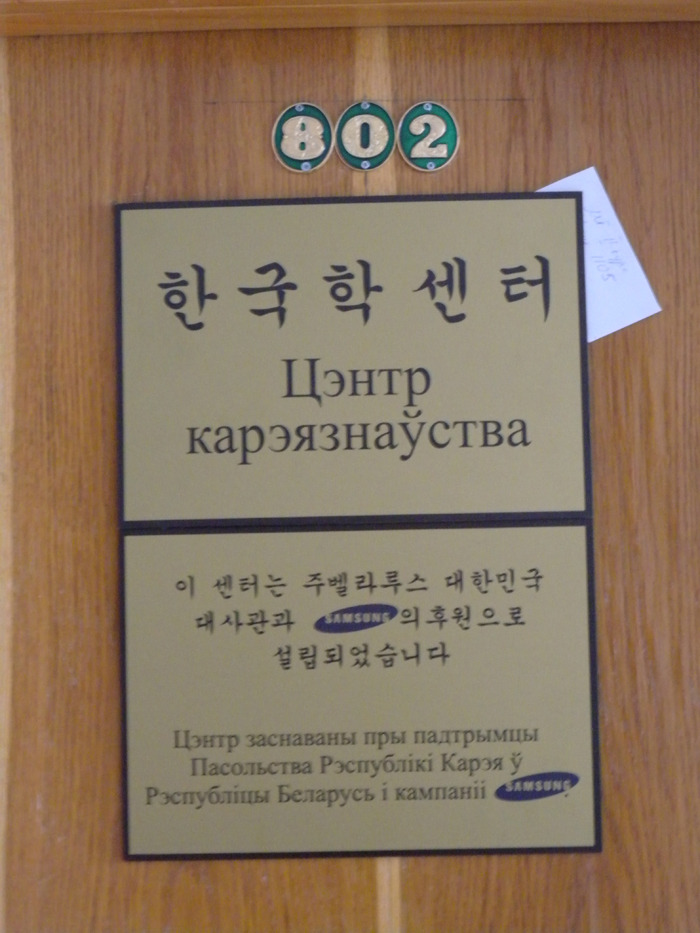 802
한국학센터
Цэнтр
карэязнаўства
이 센터는 주벨라루스 대한민국
대사관과 SAMSUNG의후원으로
설립되었습니다
Цэнтр заснаваны пры падтрымцы
Пасольства Рэспублікі Карэя ў
Рэспубліцы Беларусь і кампаніі SAMSUNG.
1105